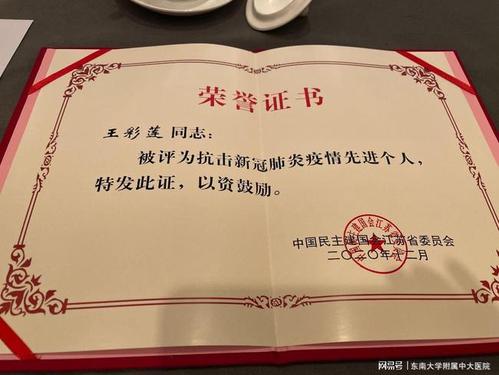 荣誉证书
王彩莲 同志：
被评为抗击新冠肺炎疫情先进个人，
特发此证，以资鼓励。
中国民主建国会江苏省委员会
二〇二〇年十二月
网易号 | 东南大学附属中大医院